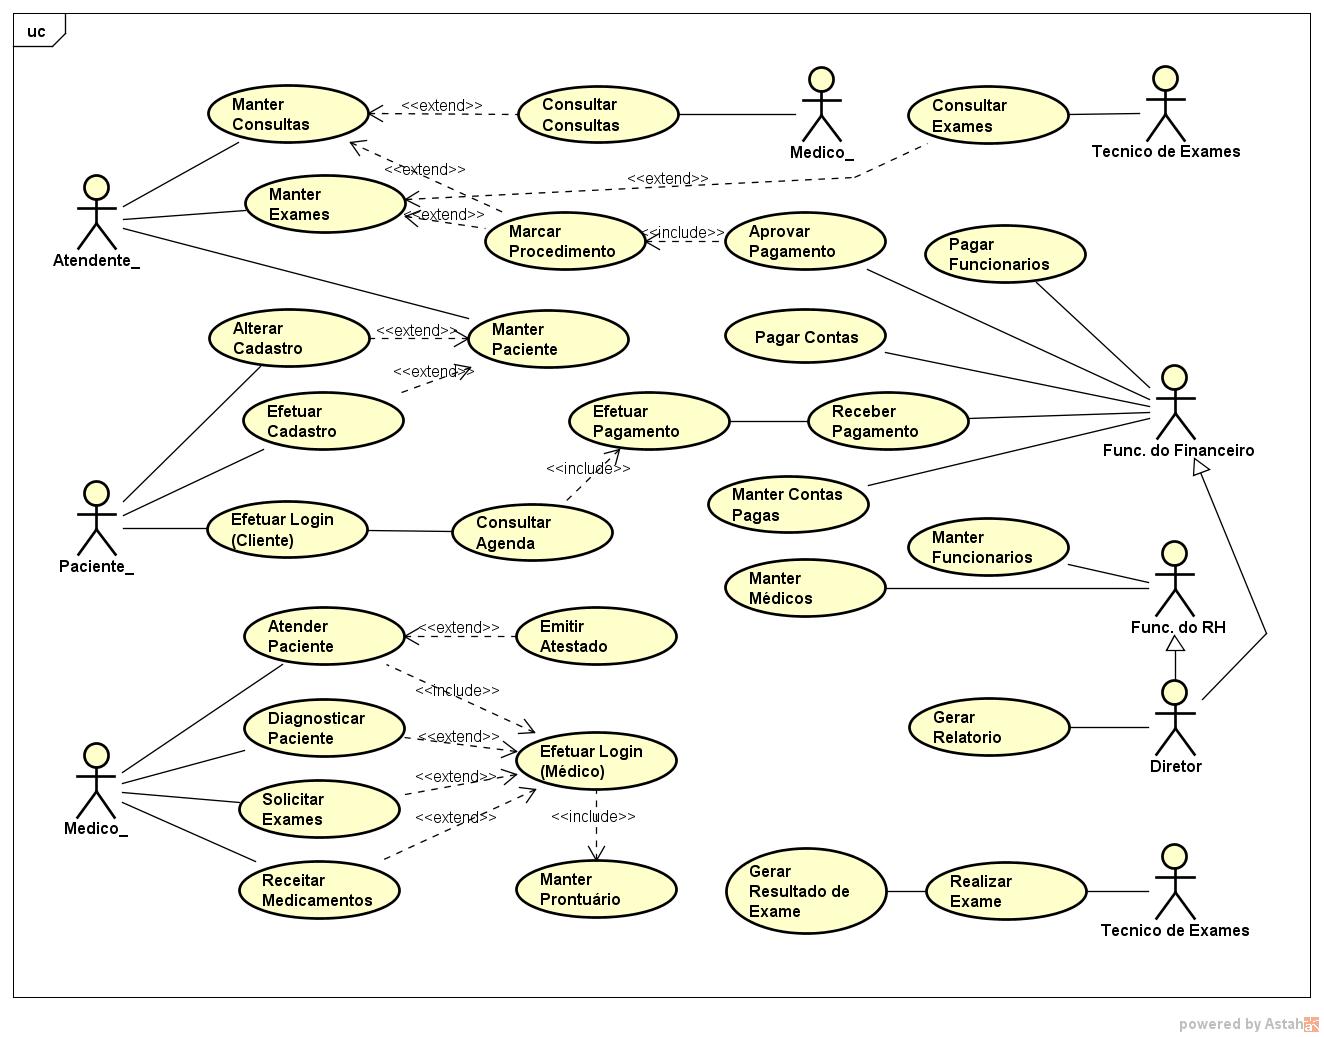 uc
Manter
Consultas
<<extend>>
Consultar
Consultas
Medico_
Consultar
Exames
Tecnico de Exames
<<extend>>
<<extend>>
Manter
Exames
<<extend>>
Atendente_
Marcar
Procedimento
<<include>>
Aprovar
Pagamento
Pagar
Funcionarios
Alterar
Cadastro
<<extend>>
Manter
Paciente
Pagar Contas
<<extend>>
Efetuar
Cadastro
Efetuar
Pagamento
Receber
Pagamento
Func. do Financeiro
<<include>>
Manter Contas
Pagas
Paciente_
Efetuar Login
(Cliente)
Consultar
Agenda
Manter
Funcionarios
Manter
Médicos
Func. do RH
Atender
Paciente
<<extend>>
Emitir
Atestado
<<include>>
Diagnosticar
Paciente
<<extend>>
Efetuar Login
(Médico)
Gerar
Relatorio
Diretor
<<extend>>
Solicitar
Exames
<<extend>>
<<include>>
Medico_
Receitar
Medicamentos
Manter
Prontuário
Gerar
Resultado de
Exame
Realizar
Exame
Tecnico de Exames
powered by Astah